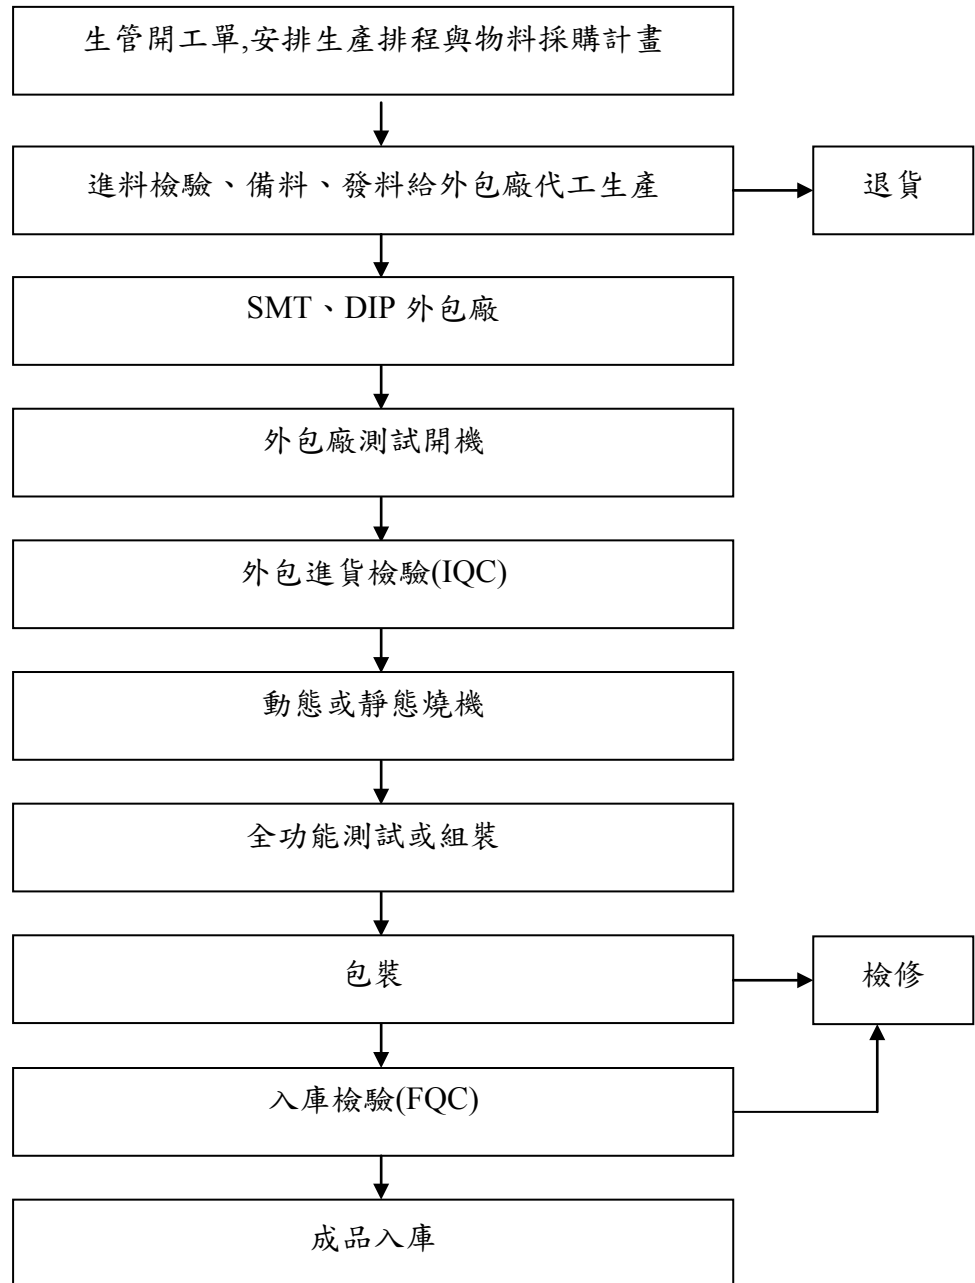 生管開工單,安排生產排程與物料採購計畫
進料檢驗、備料、發料給外包廠代工生產
退貨
SMT、DIP 外包廠
外包廠測試開機
外包進貨檢驗(IQC)
動態或靜態燒機
全功能測試或組裝
包裝
檢修
入庫檢驗(FQC)
成品入庫